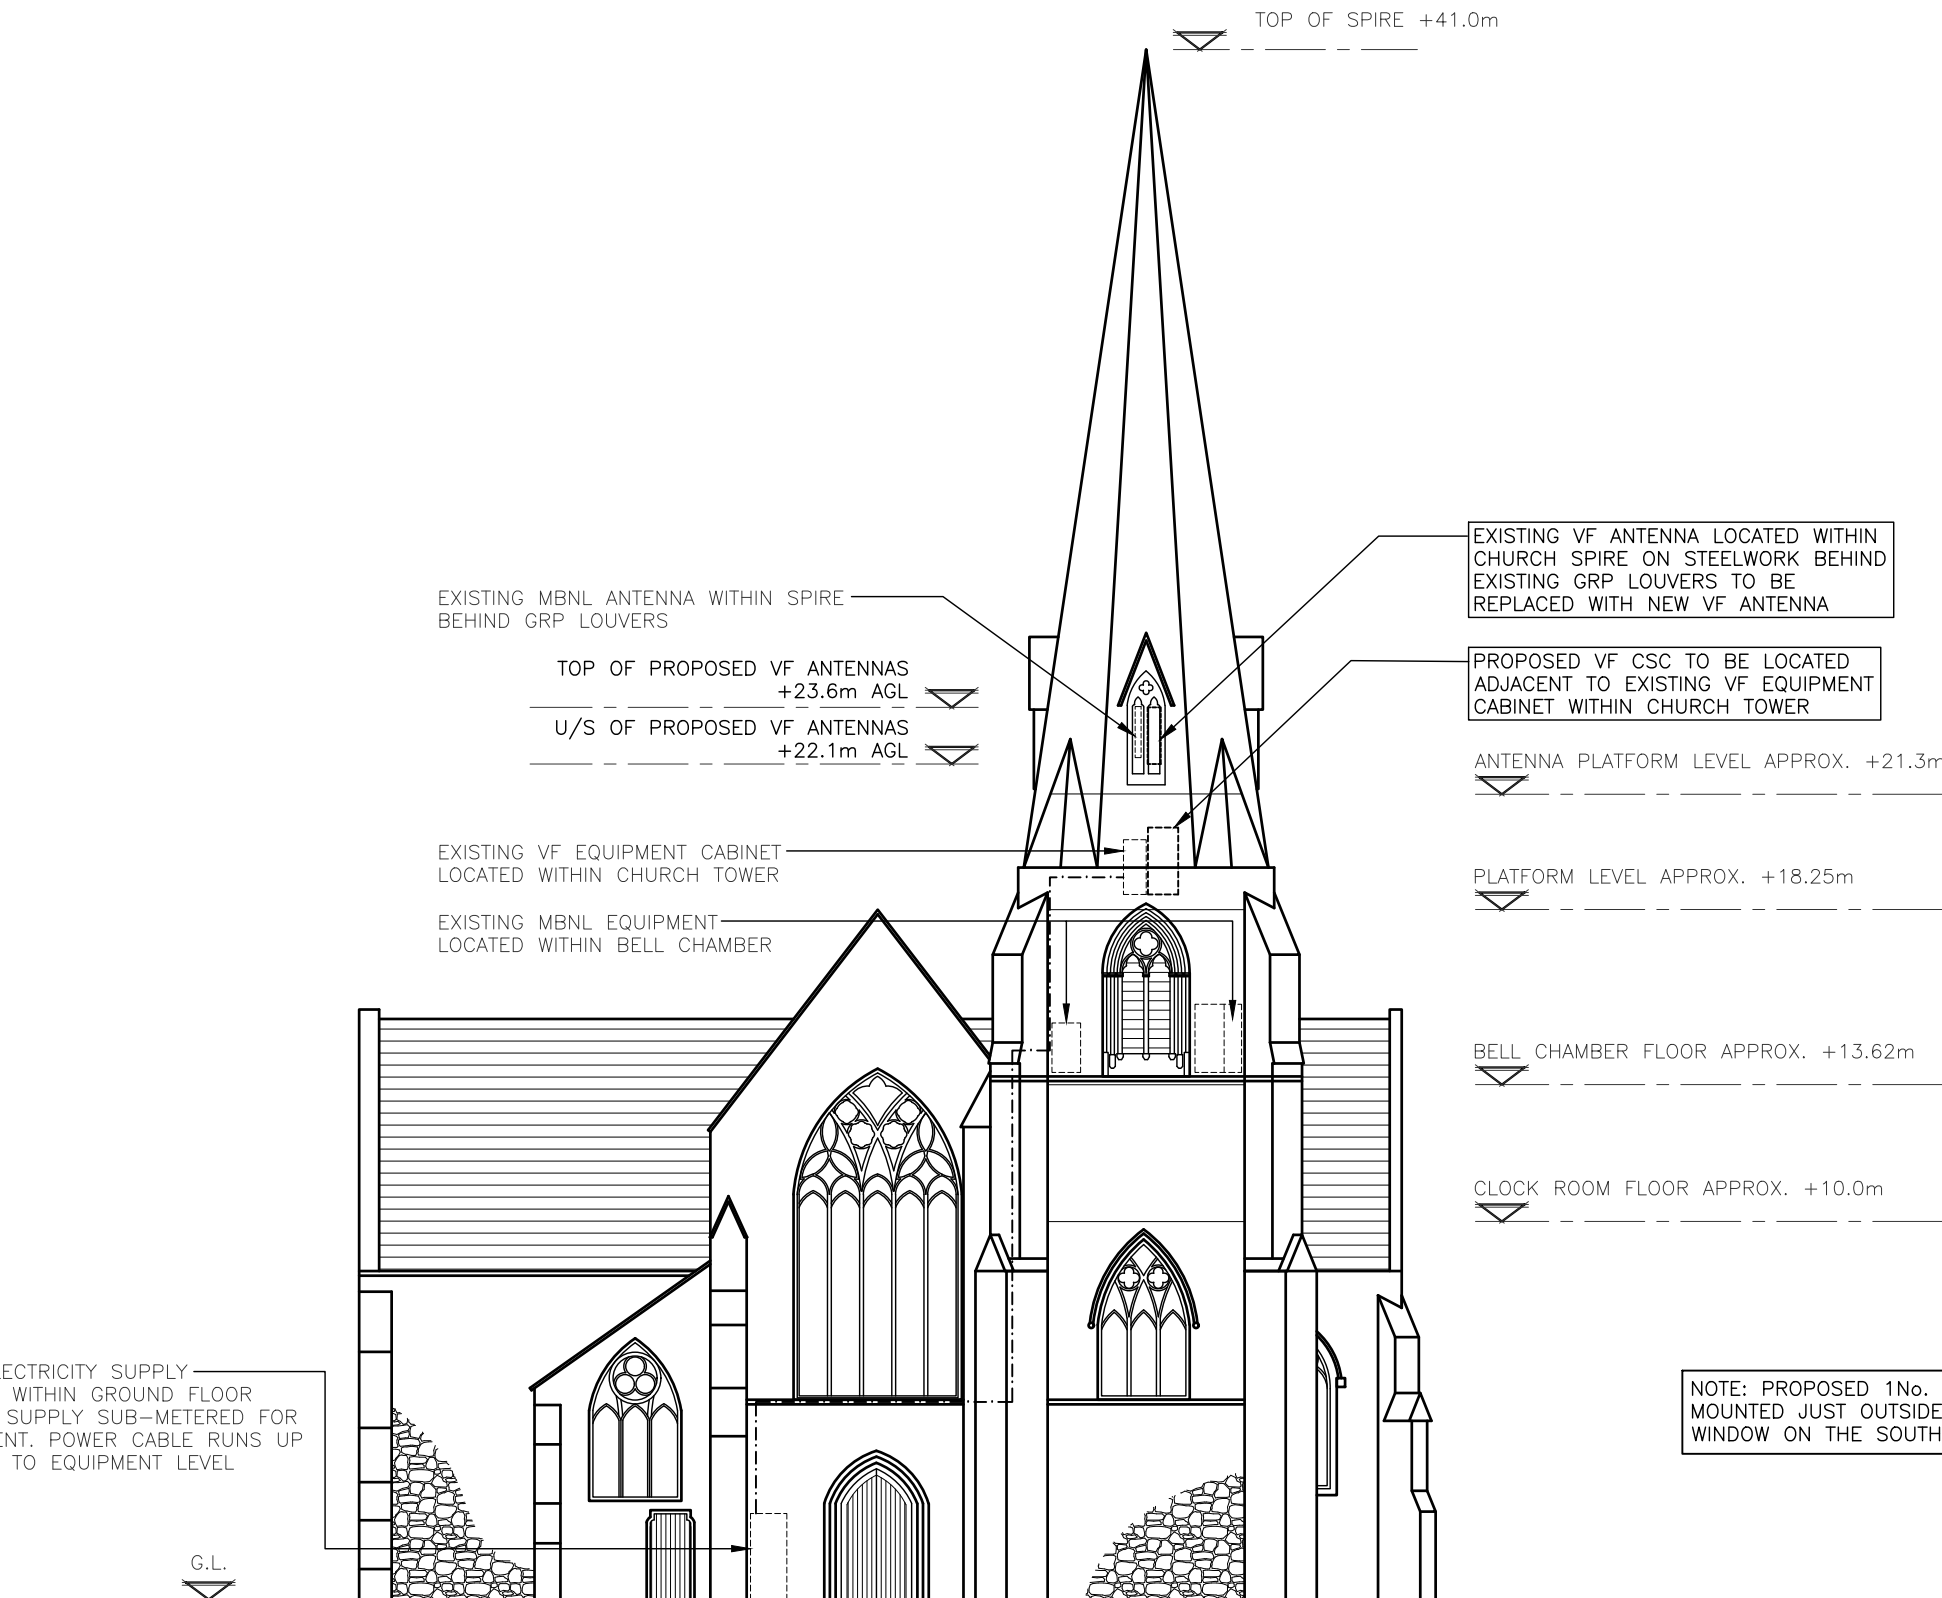 TOP OF SPIRE +41.0m
EXISTING VF ANTENNA LOCATED WITHIN
CHURCH SPIRE ON STEELWORK BEHIND
EXISTING GRP LOUVERS TO BE
REPLACED WITH NEW VF ANTENNA
EXISTING MBNL ANTENNA WITHIN SPIRE
BEHIND GRP LOUVERS
TOP OF PROPOSED VF ANTENNAS
+23.6m AGL
U/S OF PROPOSED VF ANTENNAS
+22.1m AGL
PROPOSED VF CSC TO BE LOCATED
ADJACENT TO EXISTING VF EQUIPMENT
CABINET WITHIN CHURCH TOWER
ANTENNA PLATFORM LEVEL APPROX. +21.3m
EXISTING VF EQUIPMENT CABINET
LOCATED WITHIN CHURCH TOWER
PLATFORM LEVEL APPROX. +18.25m
EXISTING MBNL EQUIPMENT
LOCATED WITHIN BELL CHAMBER
BELL CHAMBER FLOOR APPROX. +13.62m
CLOCK ROOM FLOOR APPROX. +10.0m
SUPPLY
WITHIN GROUND FLOOR
SUPPLY SUB-METERED FOR
POWER CABLE RUNS UP
TO EQUIPMENT LEVEL
NOTE: PROPOSED 1No.
MOUNTED JUST OUTSIDE
WINDOW ON THE SOUTH
G.L.